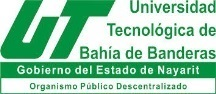 UT
Universidad
Tecnológica de
Bahía de Banderas
Gobierno del Estado de Nayarit
Organismo Público Descentralizado